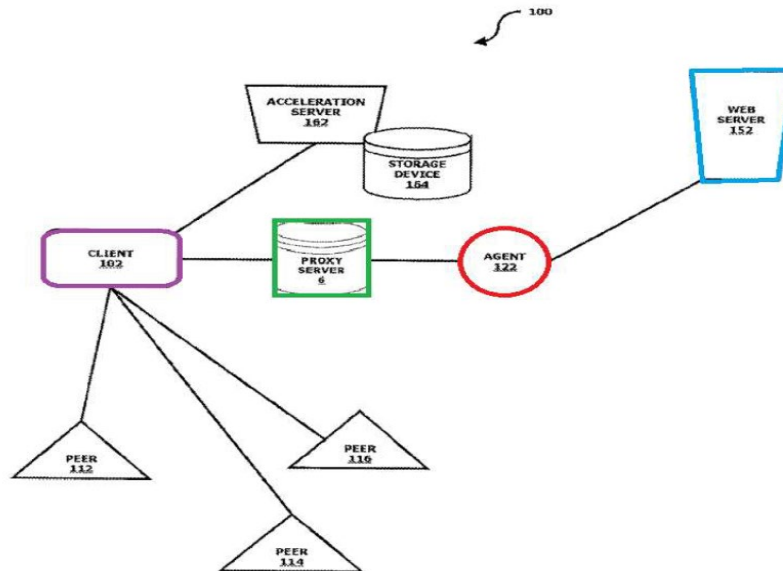 100
ACCELERATION
SERVER
162
WEB
SERVER
152
STORAGE
DEVICE
164
CLIENT
102
PROXY
SERVER
6
AGENT
122
PEER
112
PEER
116
PEER
114